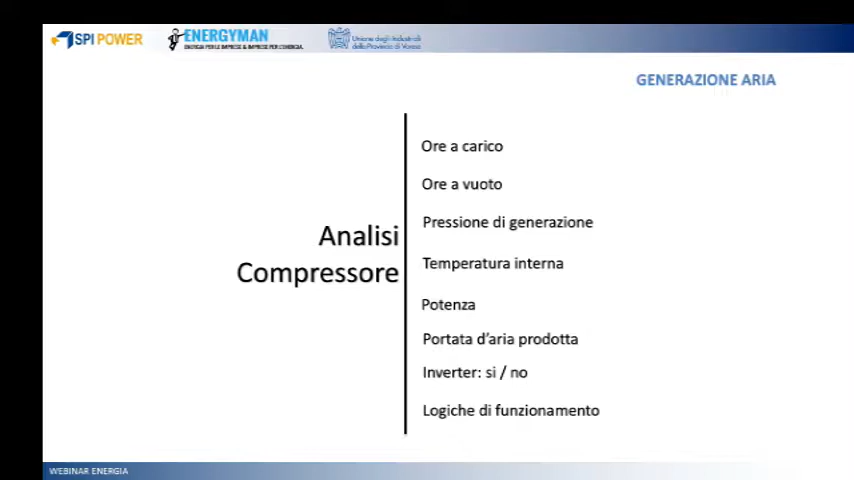 SPI POWER
ENERGYMAN
ENERGIA PER LE IMPRESE & IMPRESE PER L'ENERGIA
Unione degli Industriali
della Provincia di Varese
GENERAZIONE ARIA
Analisi
Compressore
Ore a carico
Ore a vuoto
Pressione di generazione
Temperatura interna
Potenza
Portata d'aria prodotta
Inverter: si / no
Logiche di funzionamento
WEBINAR ENERGIA